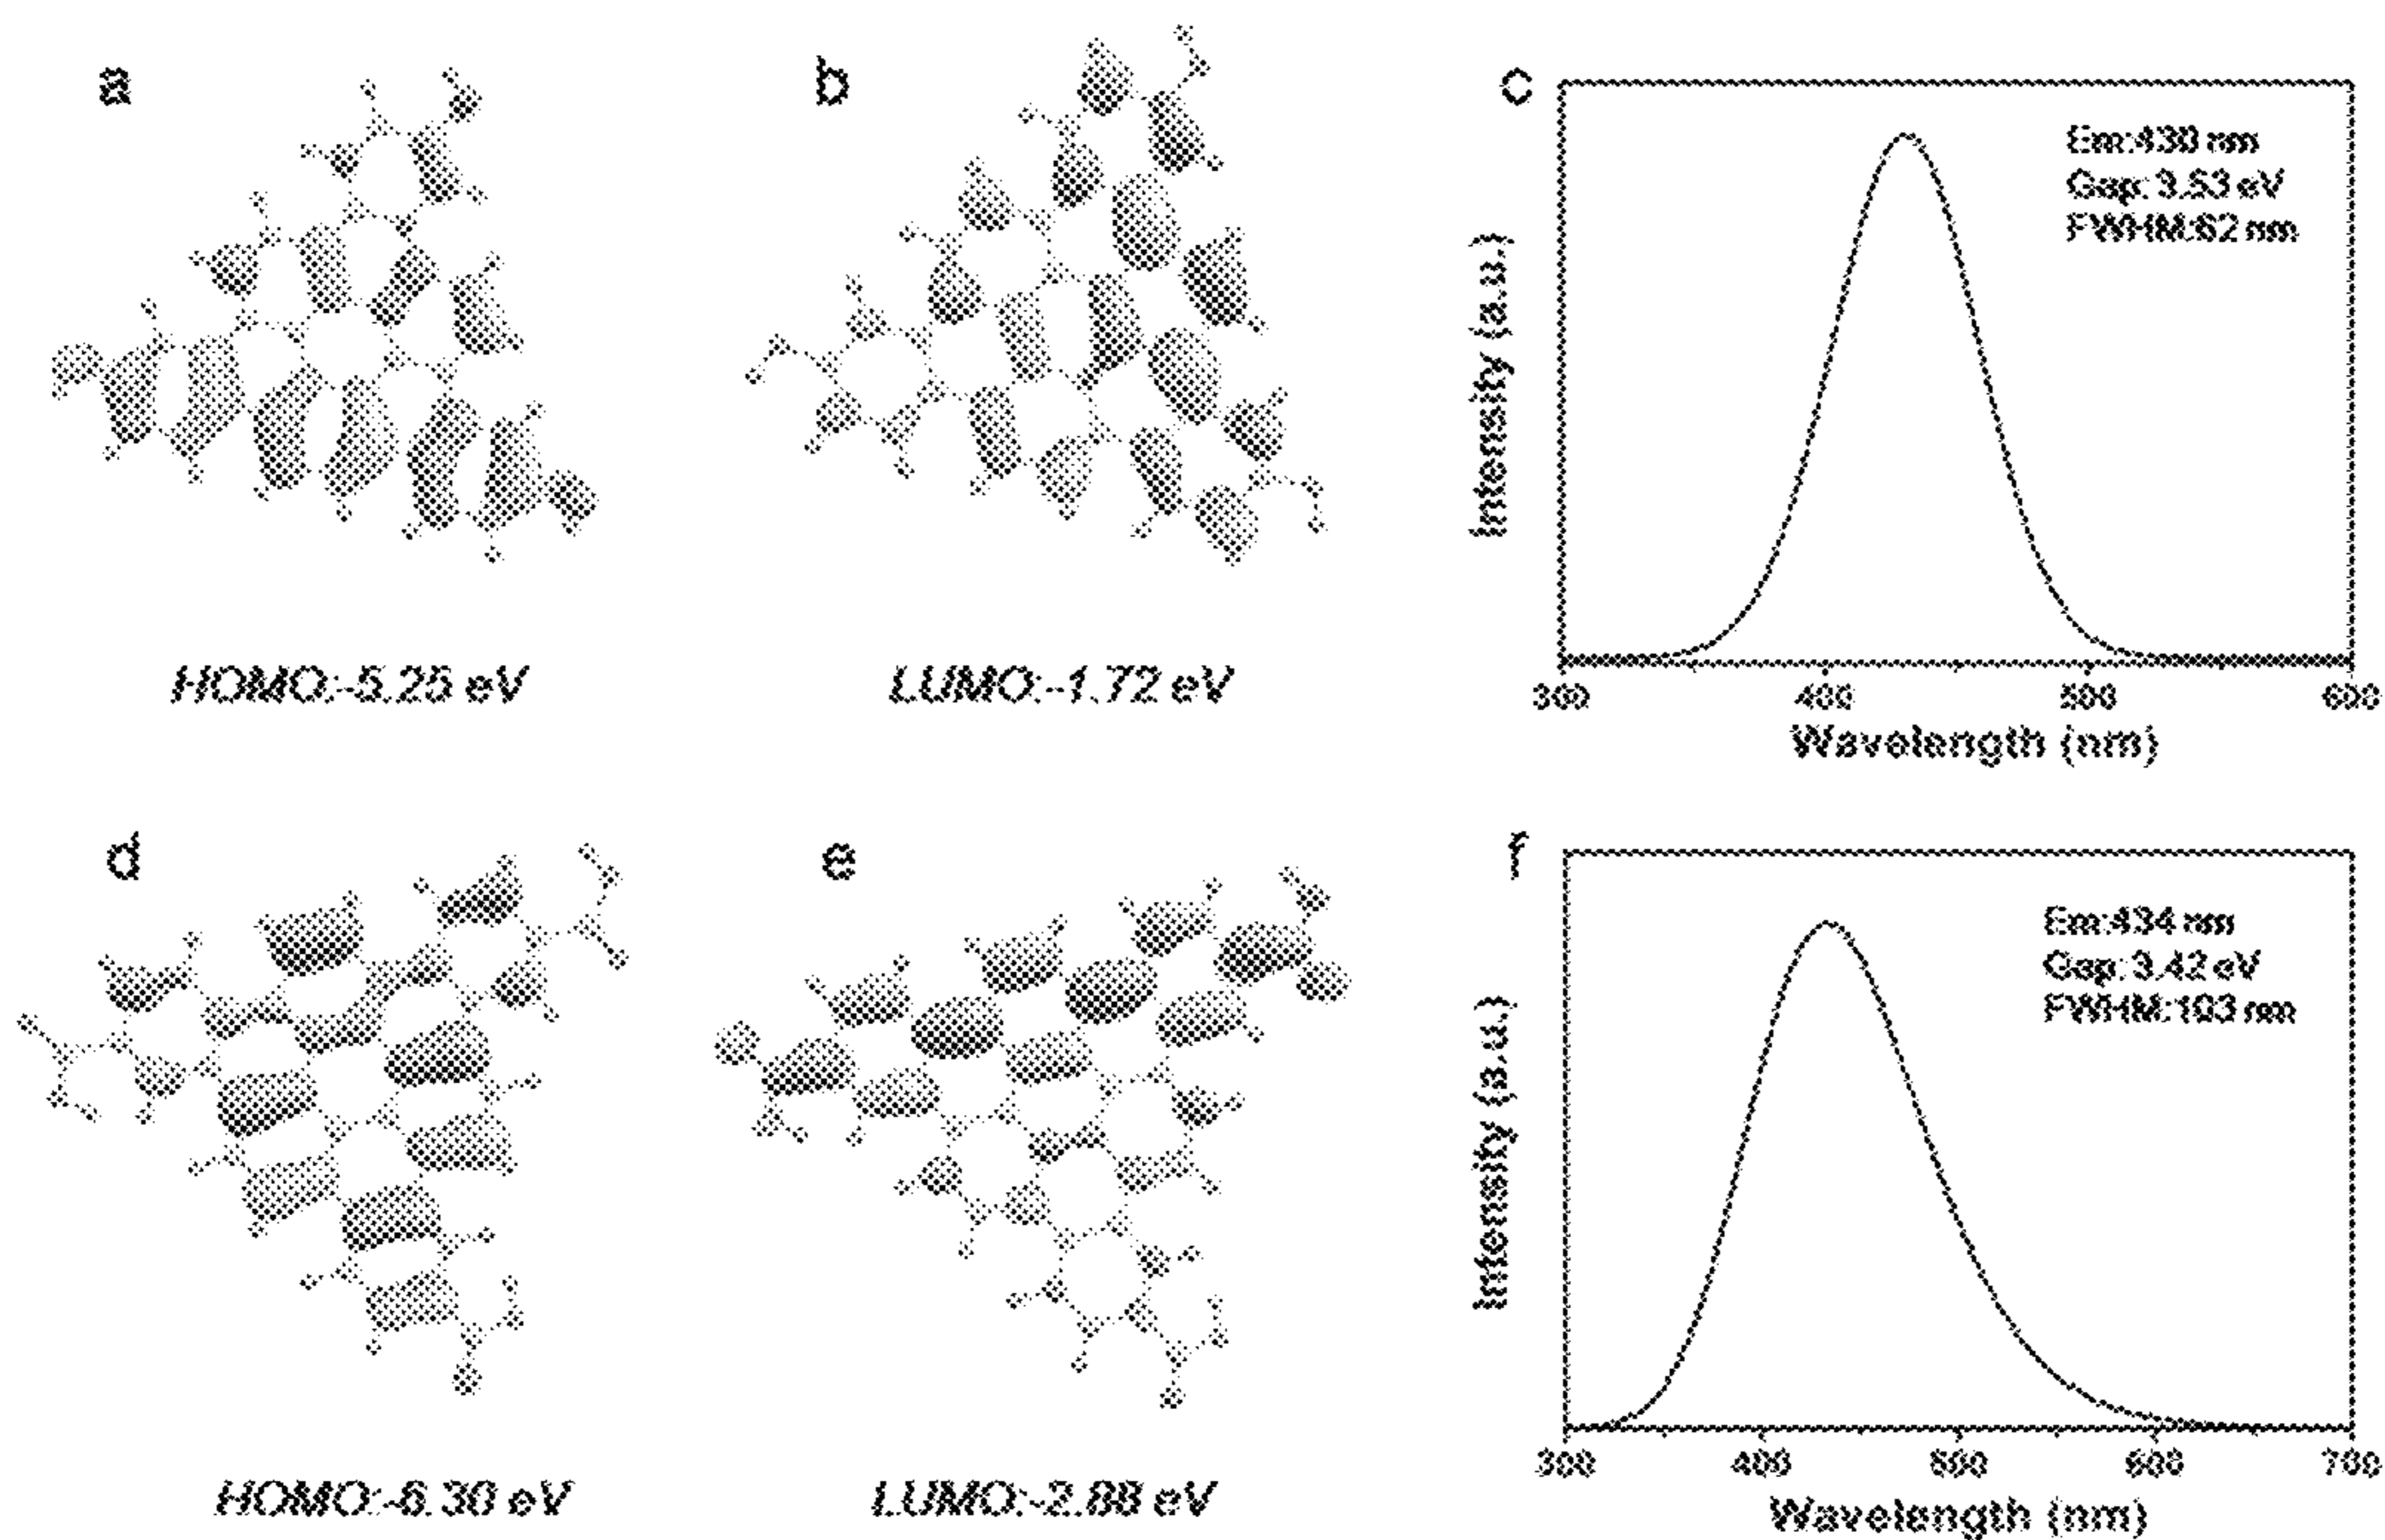 a
b
c
Em:430 nm
Gap: 3.53 eV
FWHM:62 nm
Intensity (a.u.)
300
400
500
600
Wavelength (nm)
HOMO:-5.25 eV
LUMO:-1.72 eV
d
e
f
Em:434 nm
Gap: 3.42 eV
FWHM:103 nm
Intensity (a.u.)
300
400
500
600
700
Wavelength (nm)
HOMO:-6.30 eV
LUMO:-2.88 eV